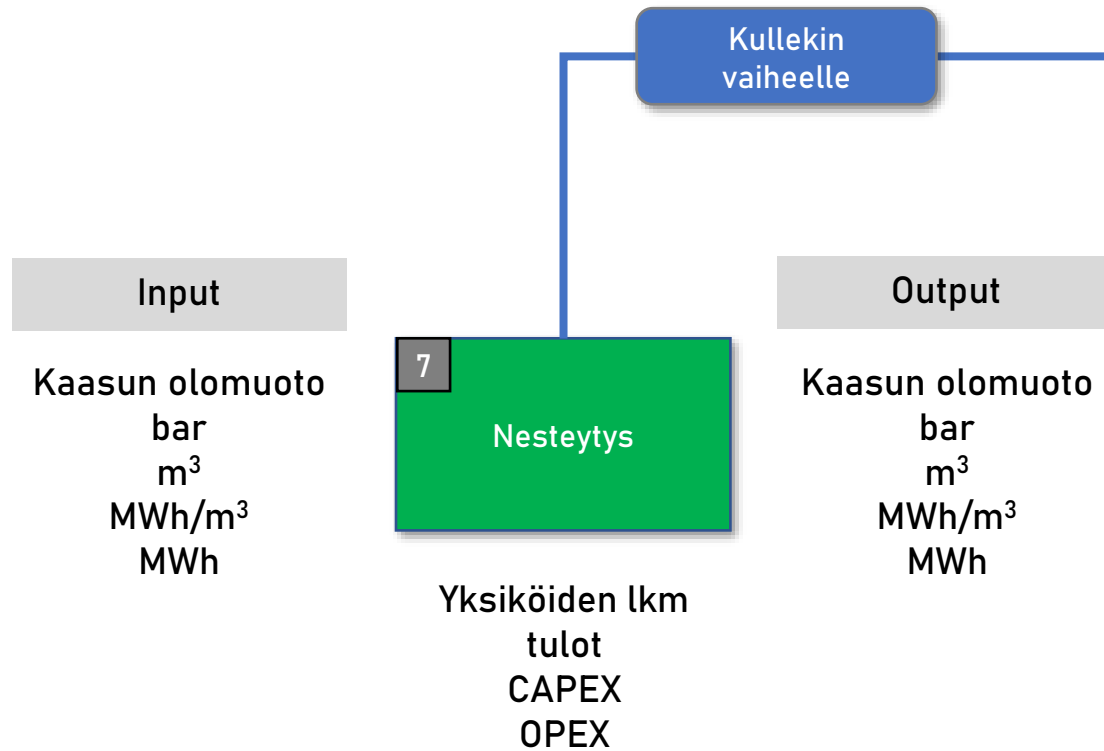 Kullekin
vaiheelle
Input
Kaasun olomuoto
bar
m³
MWh/m³
MWh
7
Nesteytys
Yksiköiden lkm
tulot
CAPEX
OPEX
Output
Kaasun olomuoto
bar
m³
MWh/m³
MWh